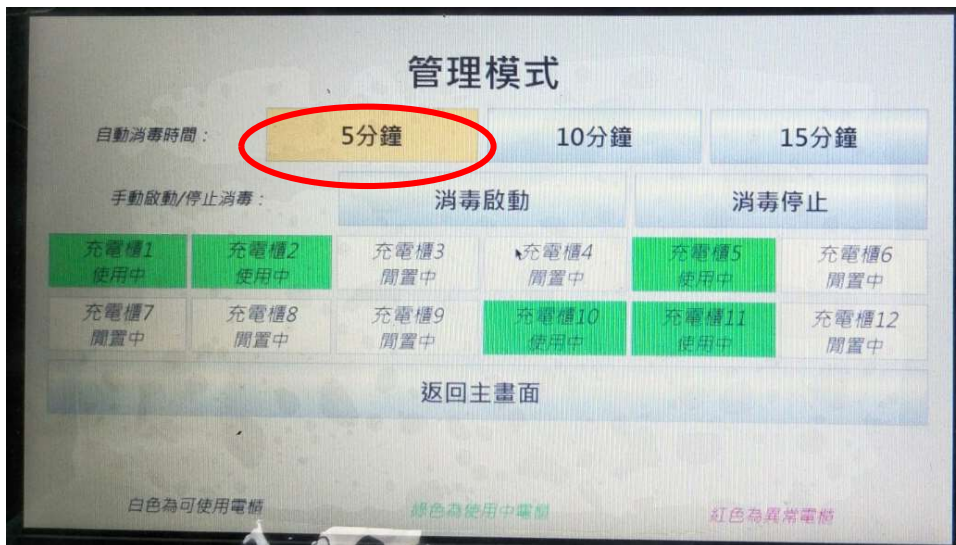 管理模式
自動消毒時間： 5分鐘 10分鐘 15分鐘
手動啟動/停止消毒： 消毒啟動 消毒停止
充電櫃1 充電櫃2 充電櫃3 充電櫃4 充電櫃5 充電櫃6
使用中 使用中 閒置中 閒置中 使用中 閒置中
充電櫃7 充電櫃8 充電櫃9 充電櫃10 充電櫃11 充電櫃12
閒置中 閒置中 閒置中 使用中 使用中 閒置中
返回主畫面
白色為可使用電櫃 綠色為使用中電櫃 紅色為異常電櫃